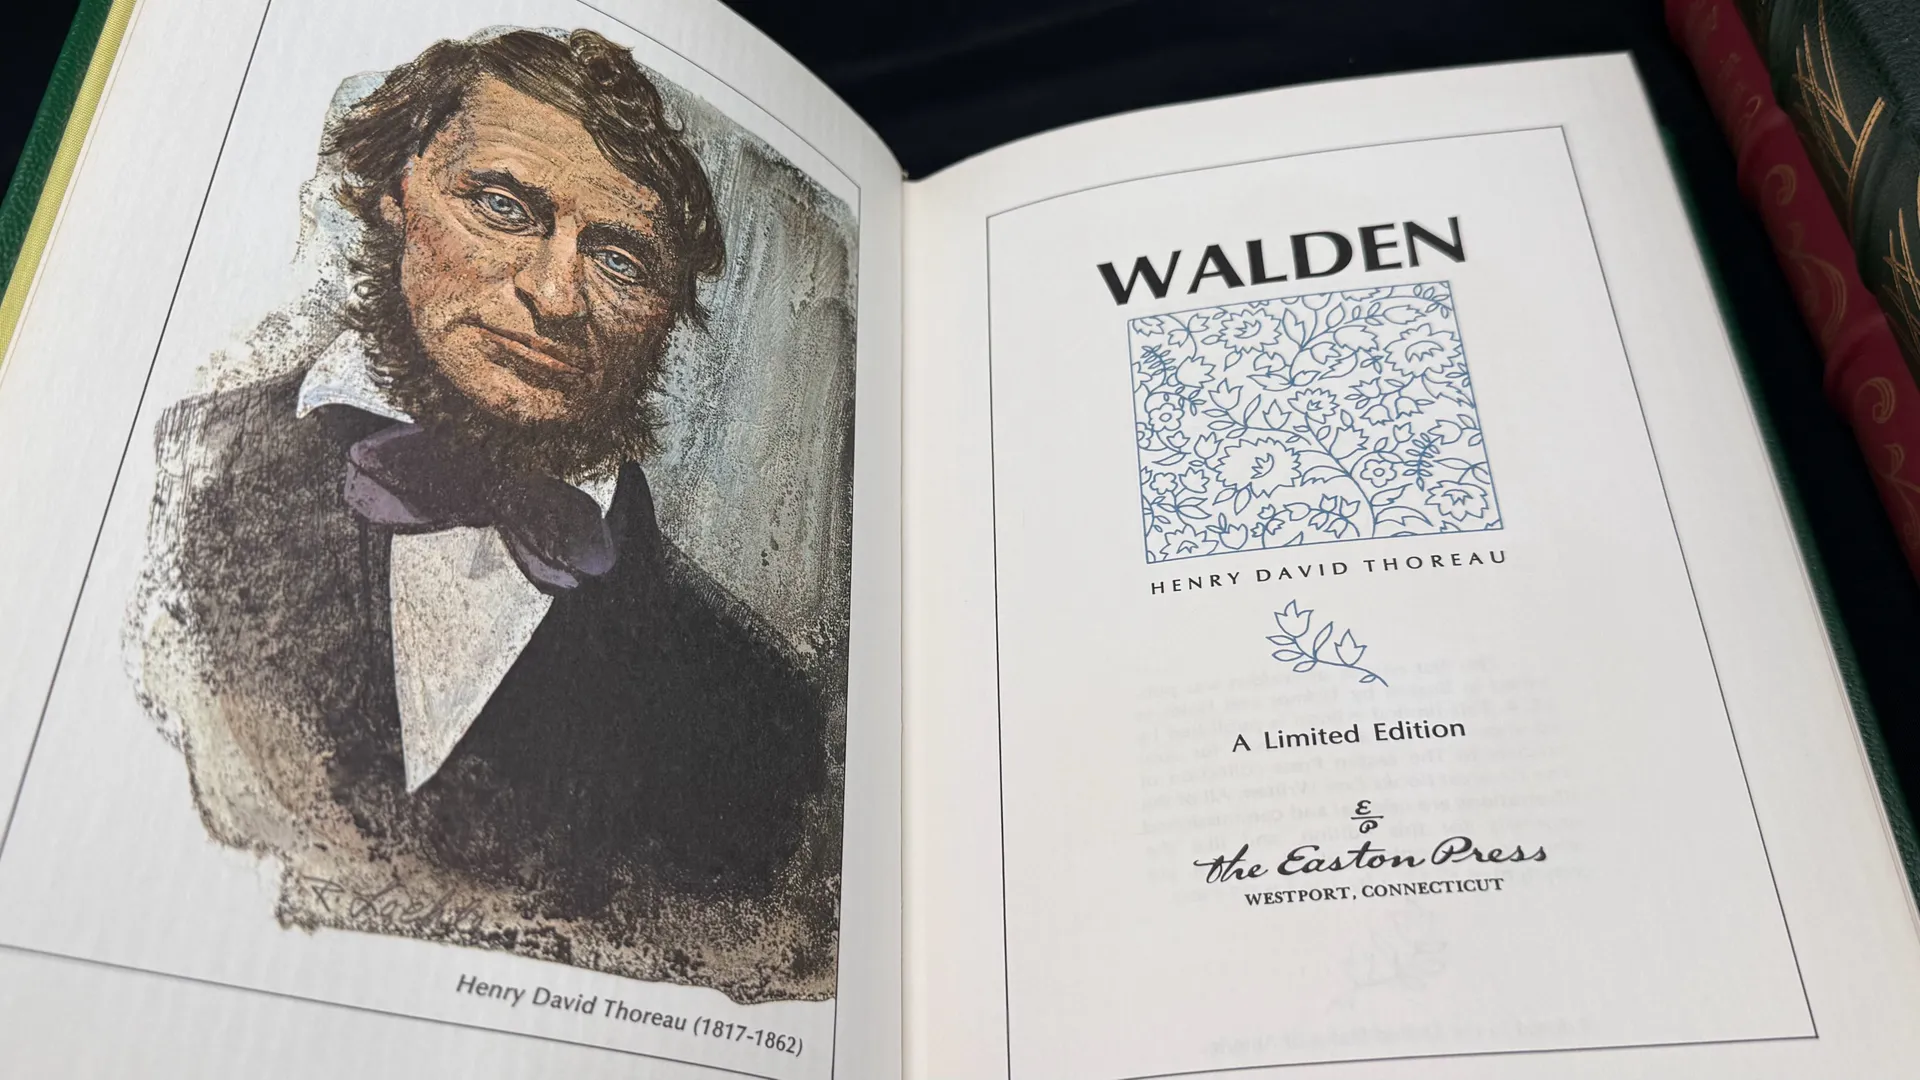 Henry David Thoreau (1817-1862)
WALDEN
HENRY DAVID THOREAU
A Limited Edition
E
P
the Easton Press
WESTPORT, CONNECTICUT